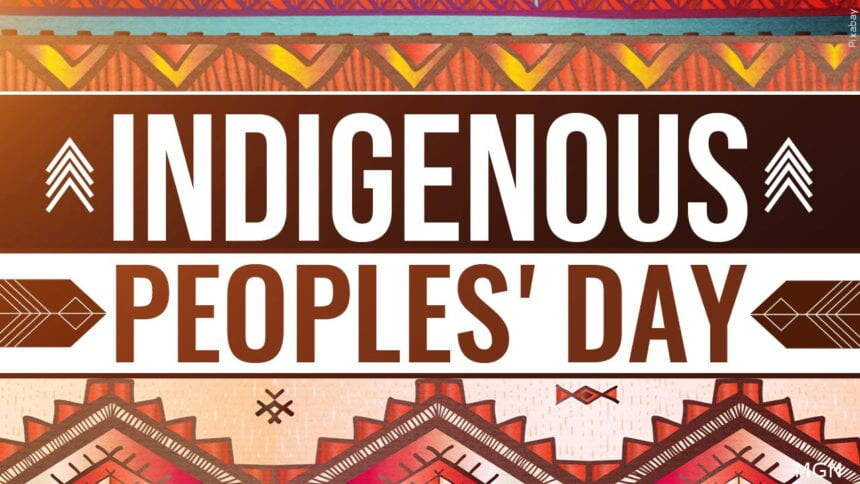 Pixabay
INDIGENOUS
PEOPLES' DAY
MGN